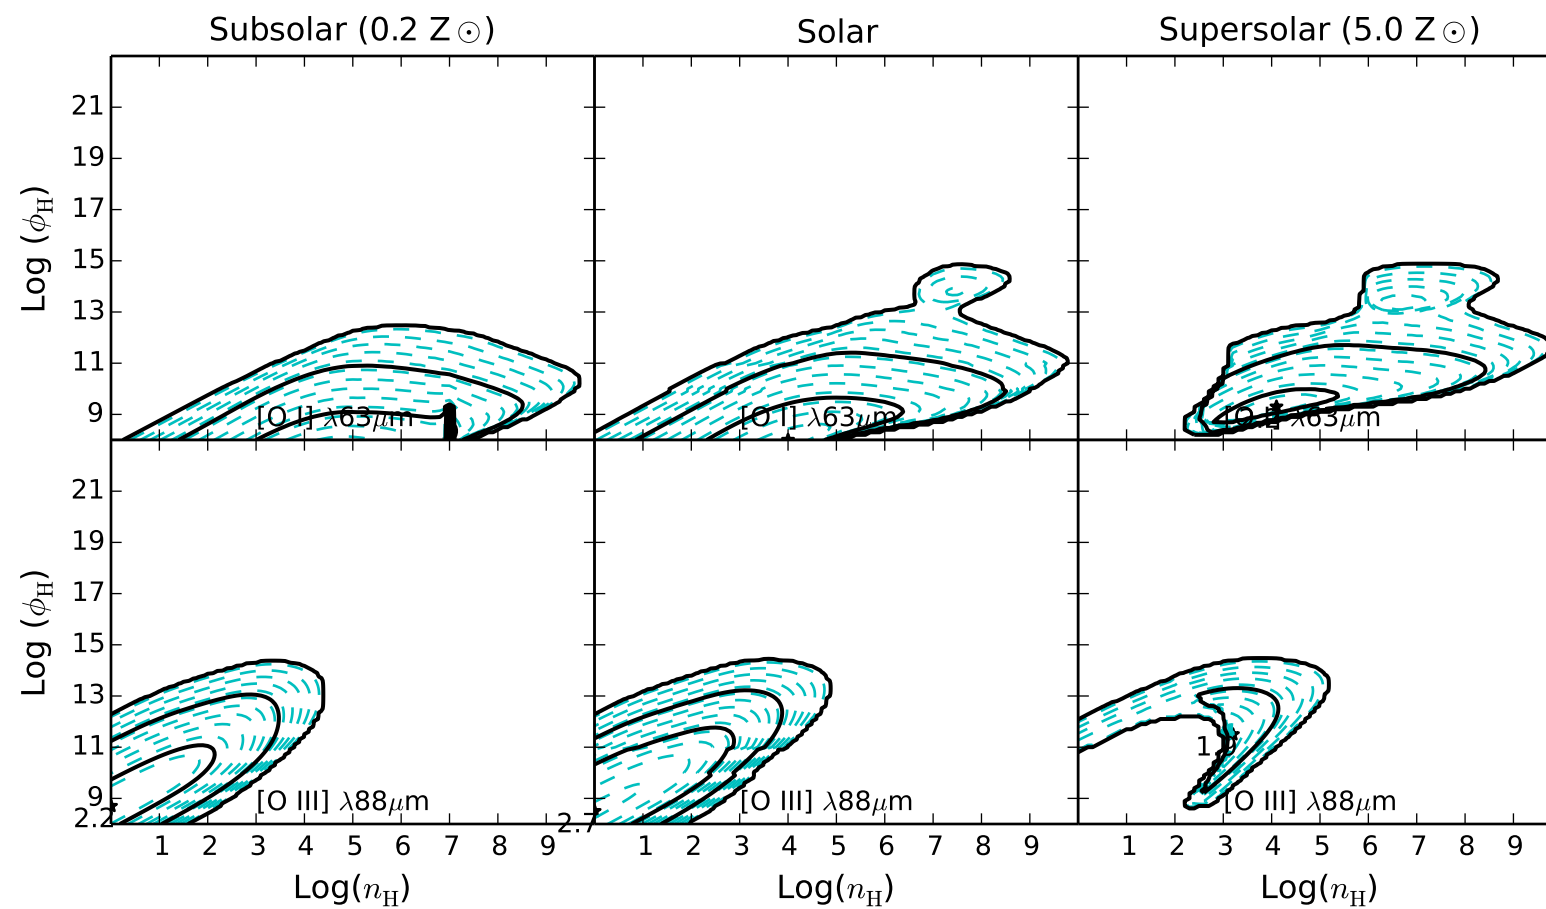 Subsolar (0.2 Z☉) Solar Supersolar (5.0 Z☉)
21
19
17
15
13
11
9
Log (ϕH)
[O I] λ63μm [O I] λ63μm [O I] λ63μm
21
19
17
15
13
11
9
Log (ϕH)
1.9
[O III] λ88μm [O III] λ88μm [O III] λ88μm
2.2 2.7
1 2 3 4 5 6 7 8 9 1 2 3 4 5 6 7 8 9 1 2 3 4 5 6 7 8 9
Log(nH) Log(nH) Log(nH)